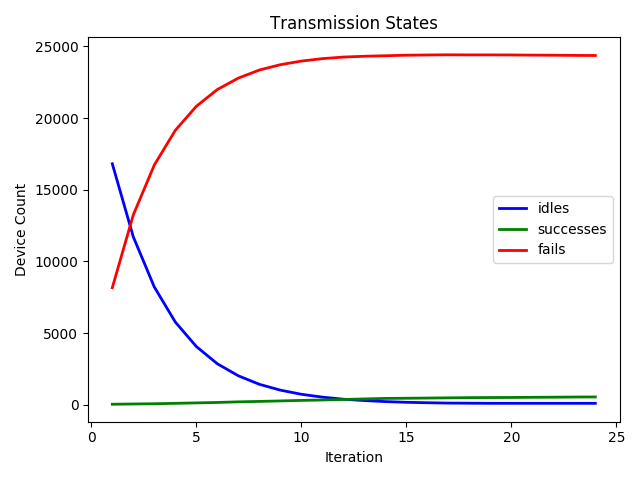 Transmission States
Device Count
25000
20000
15000
10000
5000
0
idles
successes
fails
0 5 10 15 20 25
Iteration